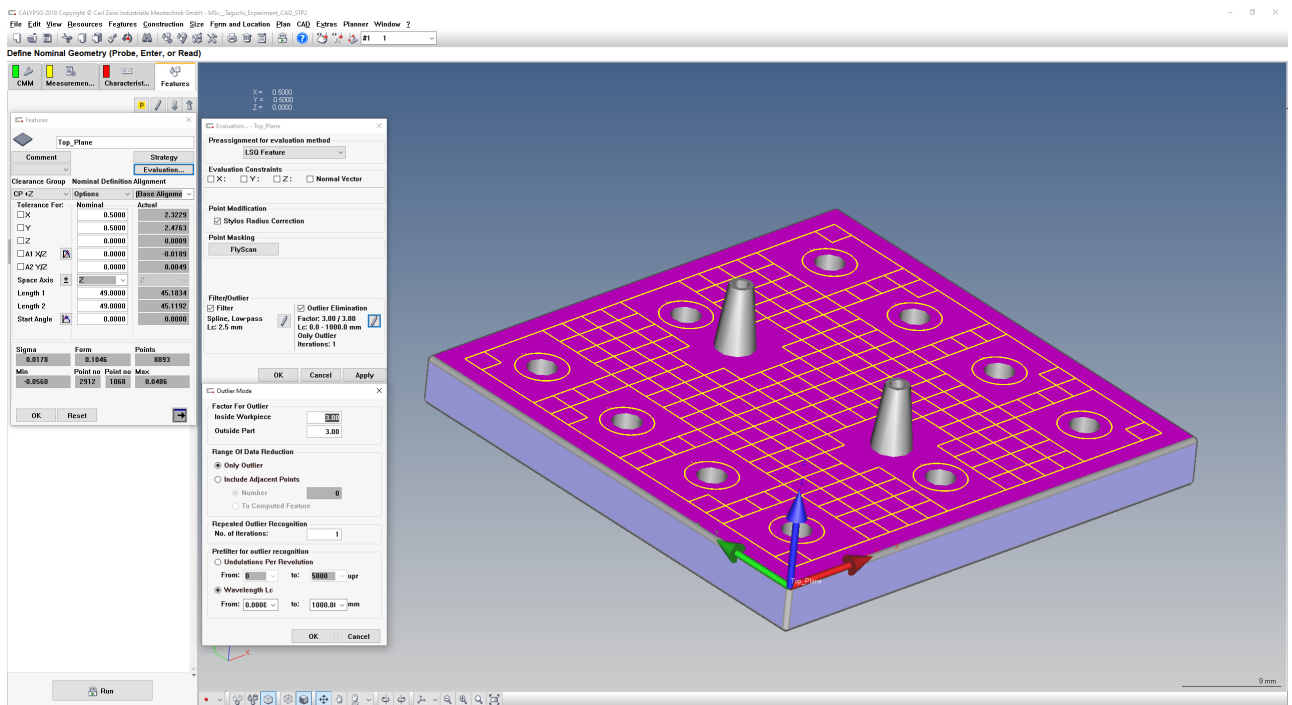 CALYPSO 2018 Copyright © Carl Zeiss Industrielle Messtechnik GmbH - MSc_Taguchi_Experiment_CAD_STP2
File Edit View Resources Features Construction Size Form and Location Plan CAD Extras Planner Window ?
#1 1
Define Nominal Geometry (Probe, Enter, or Read)
CMM Measuremen... Characterist... Features
P
X = 0.5000
Y = 0.5000
Z = 0.0000
Features
Top_Plane
Comment Strategy
Evaluation...
Clearance Group Nominal Definition Alignment
CP +Z Options (Base Alignme
Tolerance For: Nominal Actual
X 0.5000 2.3229
Y 0.5000 2.4763
Z 0.0000 0.0009
A1 X/Z 0.0000 -0.0189
A2 Y/Z 0.0000 0.0049
Space Axis Z Z
Length 1 49.0000 45.1834
Length 2 49.0000 45.1192
Start Angle 0.0000 0.0000
Sigma Form Points
0.0178 0.1046 8893
Min Point no Point no Max
-0.0560 2912 1068 0.0486
OK Reset
Run
Evaluation... - Top_Plane
Preassignment for evaluation method
LSQ Feature
Evaluation Constraints
X: Y: Z: Normal Vector
Point Modification
Stylus Radius Correction
Point Masking
FlyScan
Filter/Outlier
Filter Outlier Elimination
Spline, Low-pass Factor: 3.00 / 3.00
Lc: 2.5 mm Lc: 0.0 - 1000.0 mm
Only Outlier
Iterations: 1
OK Cancel Apply
Outlier Mode
Factor For Outlier
Inside Workpiece 3.00
Outside Part 3.00
Range Of Data Reduction
Only Outlier
Include Adjacent Points
Number 0
To Computed Feature
Repeated Outlier Recognition
No. of iterations: 1
Prefilter for outlier recognition
Undulations Per Revolution
From: 0 to: 5000 upr
Wavelength Lc
From: 0.0000 to: 1000.0 mm
OK Cancel
Top_Plane
X
9 mm